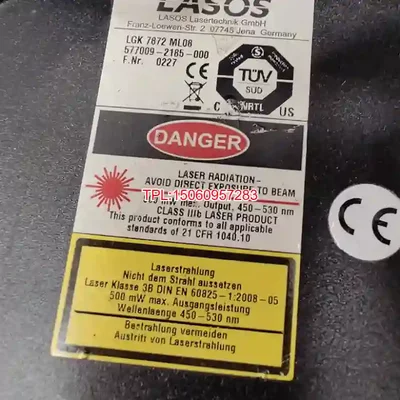 LASOS
LASOS Lasertechnik GmbH
Franz-Loewen-Str. 2 07745 Jena Germany
LGK 7872 ML08
577009-2185-000
F.Nr. 0227
S
TÜV
SÜD
NRTL
C US
DANGER
LASER RADIATION-
AVOID DIRECT EXPOSURE TO BEAM
TPL:15060957283
mW Output, 450-530 nm
CLASS IIIb LASER PRODUCT
This product conforms to all applicable
standards of 21 CFR 1040.10
CE
Laserstrahlung
Nicht dem Strahl aussetzen
Laser Klasse 3B DIN EN 60825-1:2008-05
500 mW max. Ausgangsleistung
Wellenlaenge 450-530 nm
Bestrahlung vermeiden
Austritt von Laserstrahlung